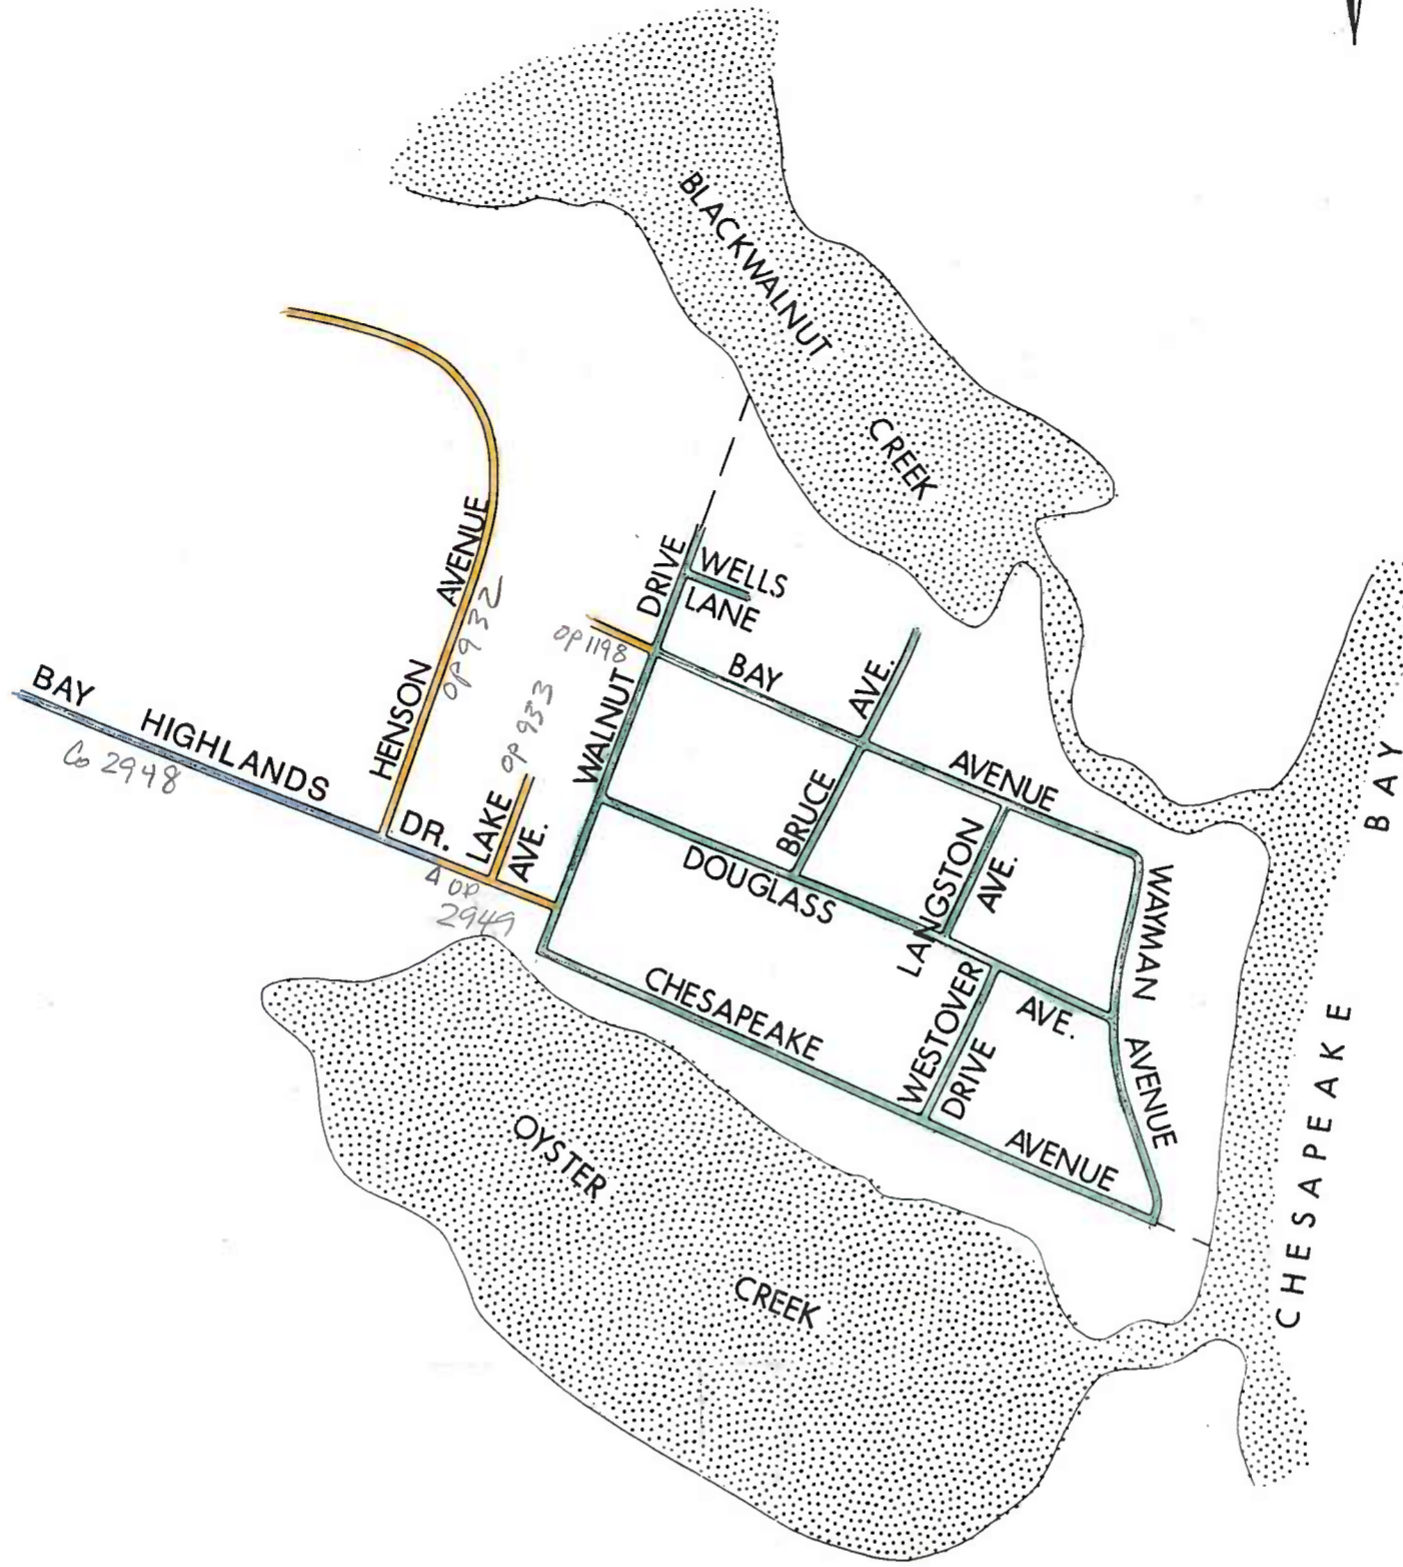 BLACKWALNUT
CREEK
HENSON AVENUE
OP 932
WALNUT DRIVE
WELLS
LANE
OP 1198
BAY AVENUE
BRUCE AVE.
BAY HIGHLANDS DR.
Co 2948
LAKE
AVE.
OP 933
OP
2949
DOUGLASS AVE.
LANGSTON
AVE.
WAYMAN AVENUE
WESTOVER
DRIVE
CHESAPEAKE AVENUE
OYSTER
CREEK
CHESAPEAKE BAY